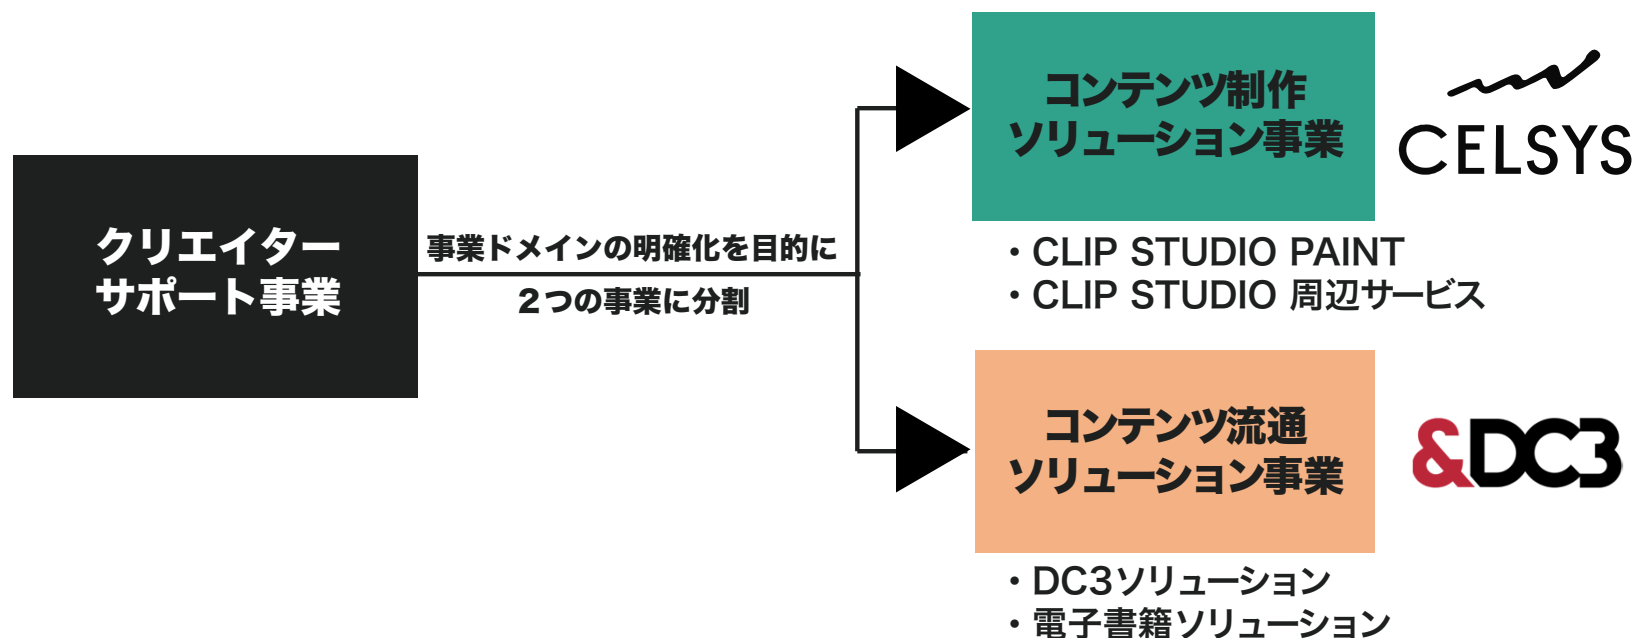 クリエイター
サポート事業
事業ドメインの明確化を目的に
２つの事業に分割
コンテンツ制作
ソリューション事業
CELSYS
・CLIP STUDIO PAINT
・CLIP STUDIO 周辺サービス
コンテンツ流通
ソリューション事業
&DC3
・DC3ソリューション
・電子書籍ソリューション